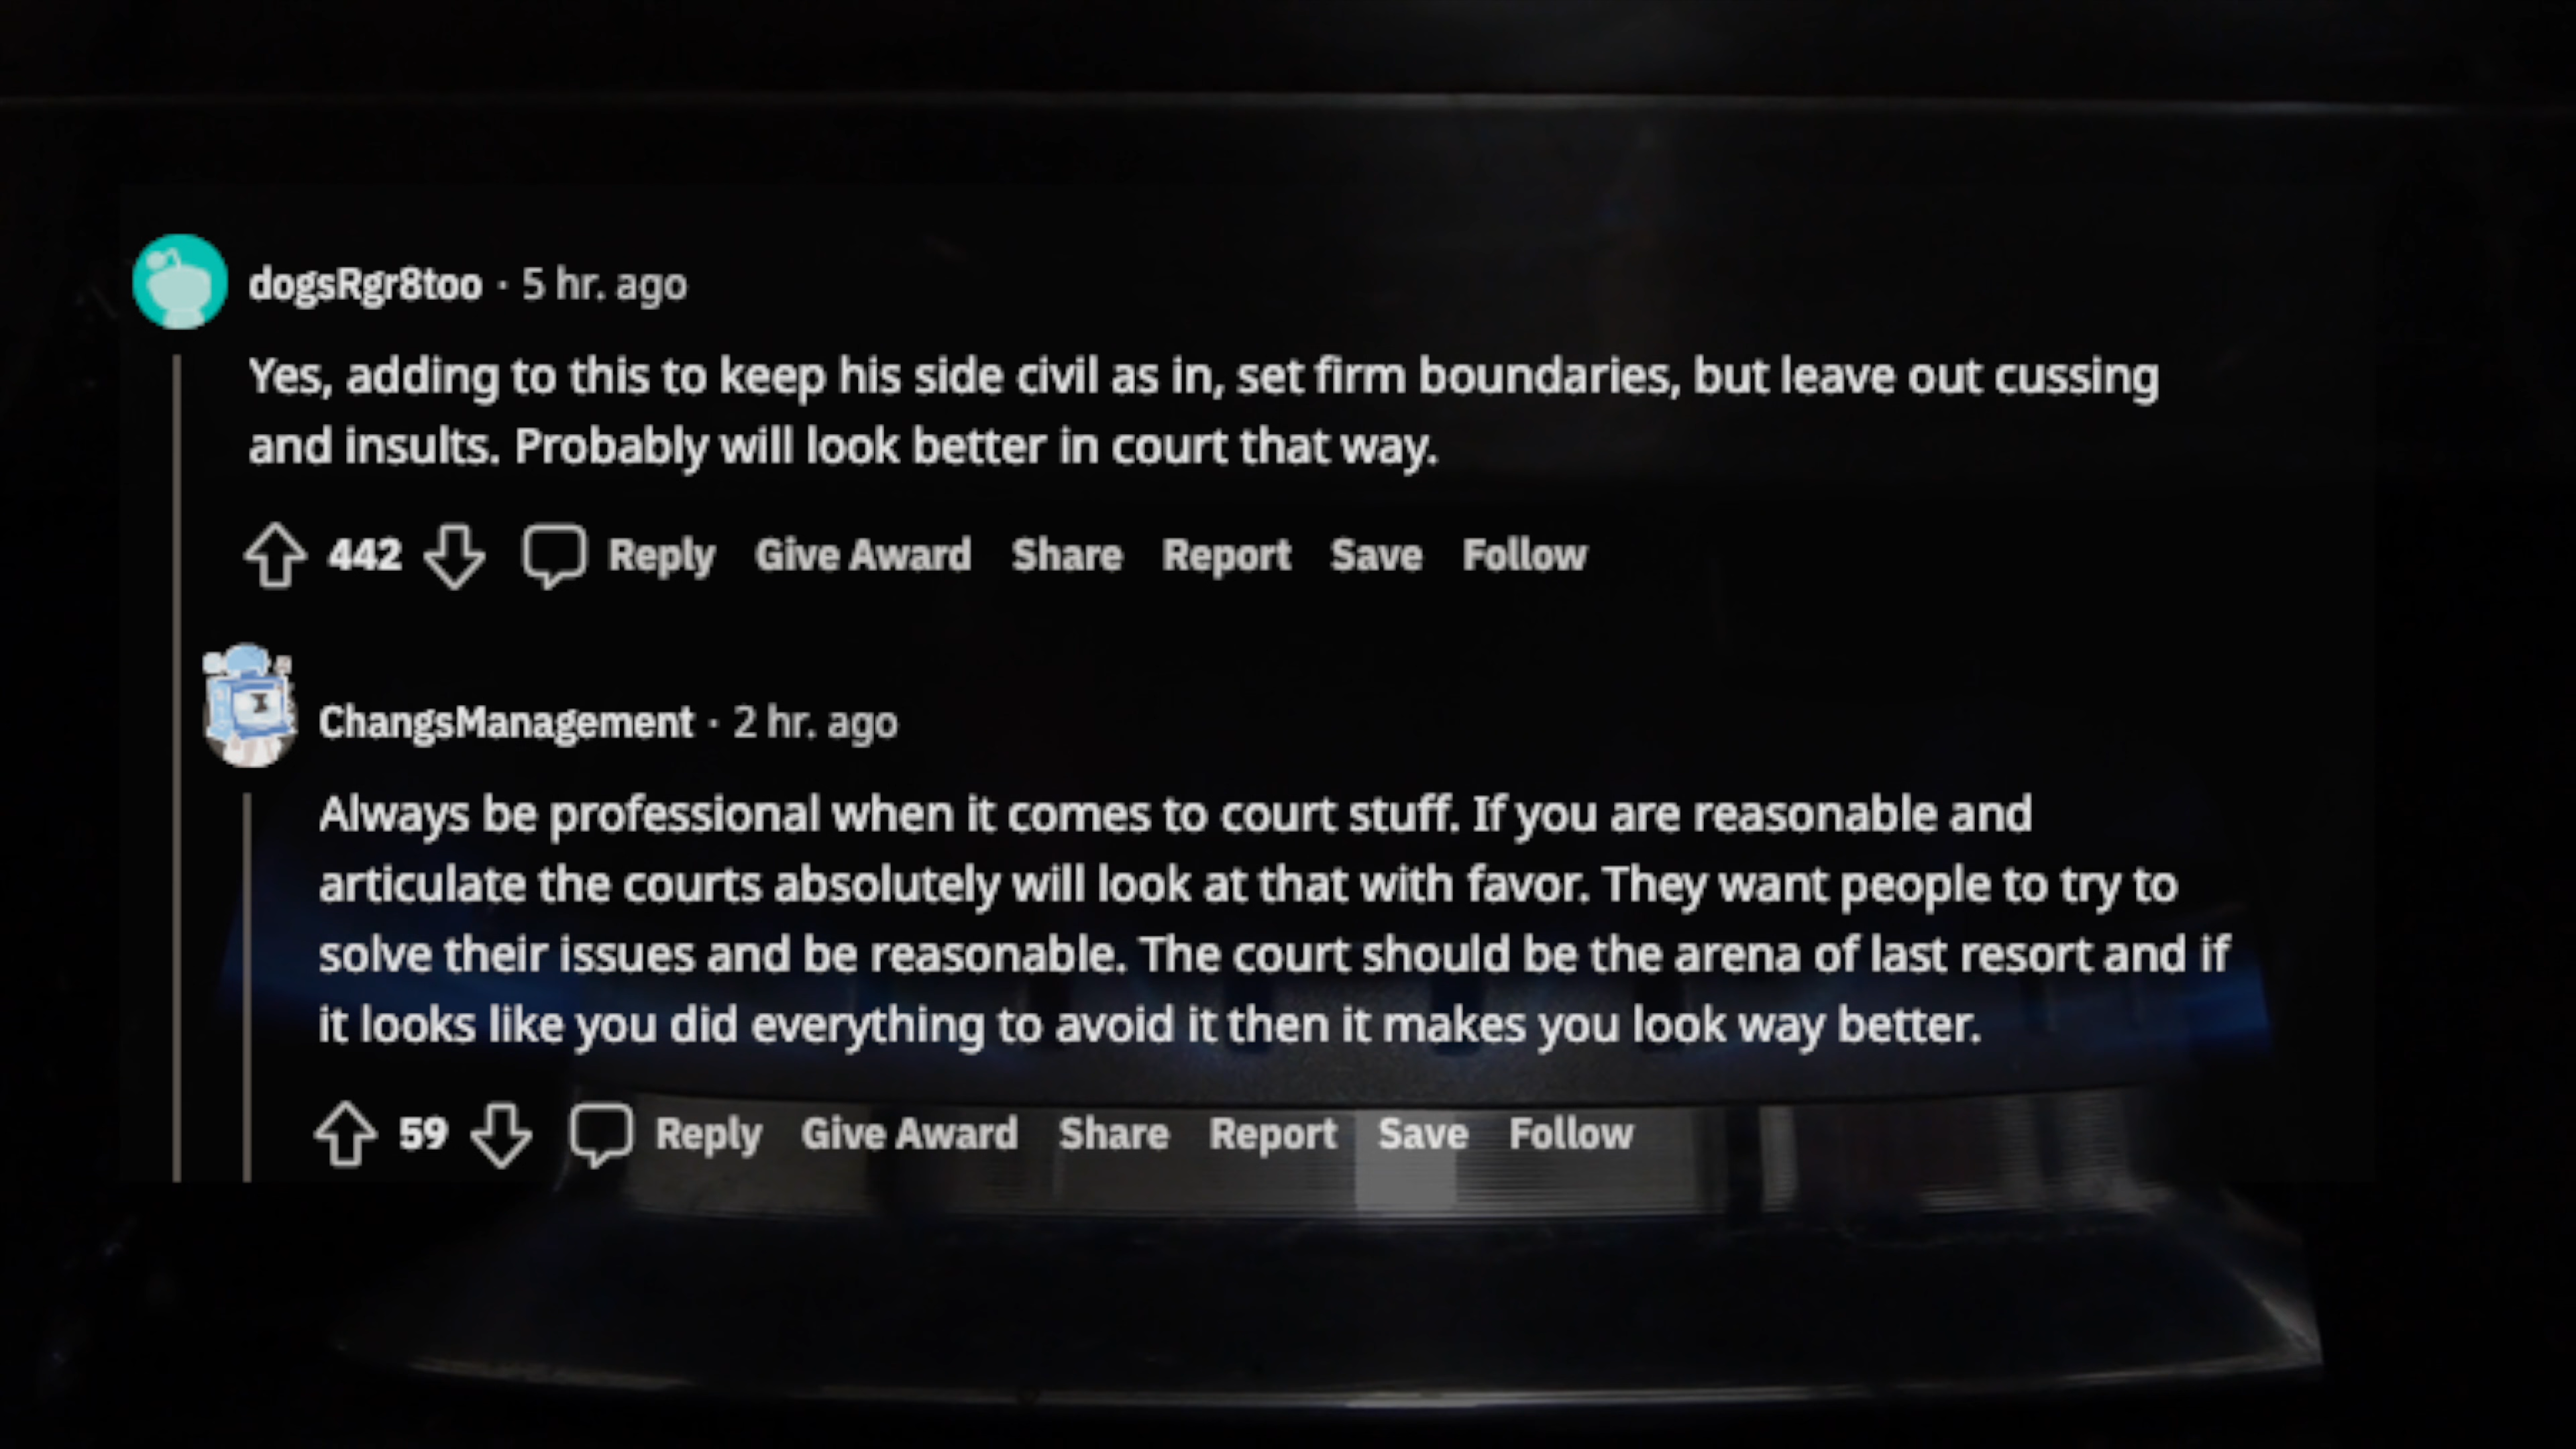 dogsRgr8too · 5 hr. ago
Yes, adding to this to keep his side civil as in, set firm boundaries, but leave out cussing
and insults. Probably will look better in court that way.
442 Reply Give Award Share Report Save Follow
ChangsManagement · 2 hr. ago
Always be professional when it comes to court stuff. If you are reasonable and
articulate the courts absolutely will look at that with favor. They want people to try to
solve their issues and be reasonable. The court should be the arena of last resort and if
it looks like you did everything to avoid it then it makes you look way better.
59 Reply Give Award Share Report Save Follow